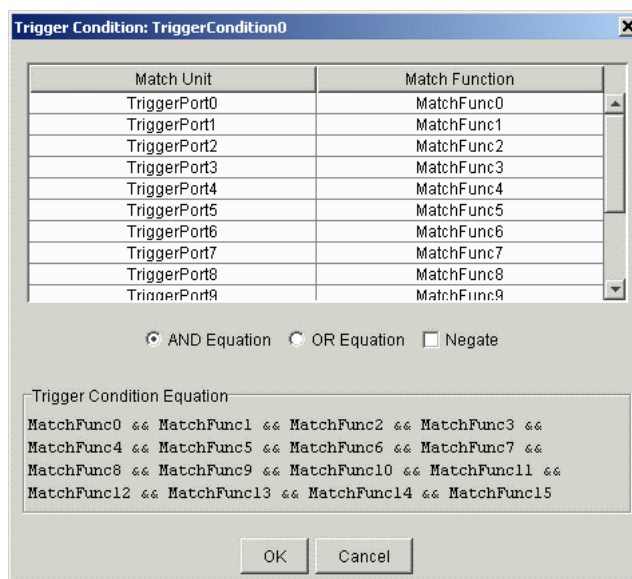 Trigger Condition: TriggerCondition0
Match Unit Match Function
TriggerPort0 MatchFunc0
TriggerPort1 MatchFunc1
TriggerPort2 MatchFunc2
TriggerPort3 MatchFunc3
TriggerPort4 MatchFunc4
TriggerPort5 MatchFunc5
TriggerPort6 MatchFunc6
TriggerPort7 MatchFunc7
TriggerPort8 MatchFunc8
TriggerPort9 MatchFunc9
AND Equation OR Equation Negate
Trigger Condition Equation
MatchFunc0 && MatchFunc1 && MatchFunc2 && MatchFunc3 &&
MatchFunc4 && MatchFunc5 && MatchFunc6 && MatchFunc7 &&
MatchFunc8 && MatchFunc9 && MatchFunc10 && MatchFunc11 &&
MatchFunc12 && MatchFunc13 && MatchFunc14 && MatchFunc15
OK Cancel